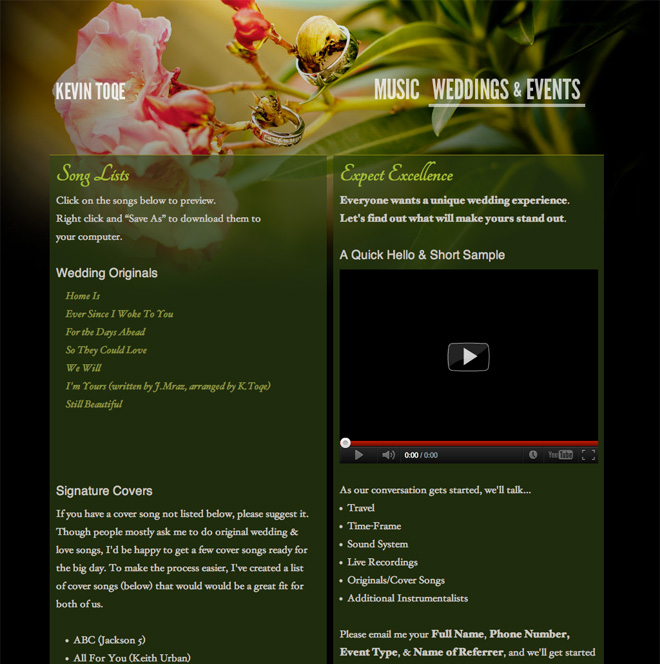 KEVIN TOQE
MUSIC WEDDINGS & EVENTS
Song Lists
Click on the songs below to preview.
Right click and “Save As” to download them to
your computer.
Wedding Originals
Home Is
Ever Since I Woke To You
For the Days Ahead
So They Could Love
We Will
I'm Yours (written by J.Mraz, arranged by K.Toqe)
Still Beautiful
Signature Covers
If you have a cover song not listed below, please suggest it.
Though people mostly ask me to do original wedding &
love songs, I'd be happy to get a few cover songs ready for
the big day. To make the process easier, I've created a list
of cover songs (below) that would would be a great fit for
both of us.
• ABC (Jackson 5)
• All For You (Keith Urban)
Expect Excellence
Everyone wants a unique wedding experience.
Let's find out what will make yours stand out.
A Quick Hello & Short Sample
0:00 / 0:00
YouTube
As our conversation gets started, we'll talk...
• Travel
• Time-Frame
• Sound System
• Live Recordings
• Originals/Cover Songs
• Additional Instrumentalists
Please email me your Full Name, Phone Number,
Event Type, & Name of Referrer, and we'll get started